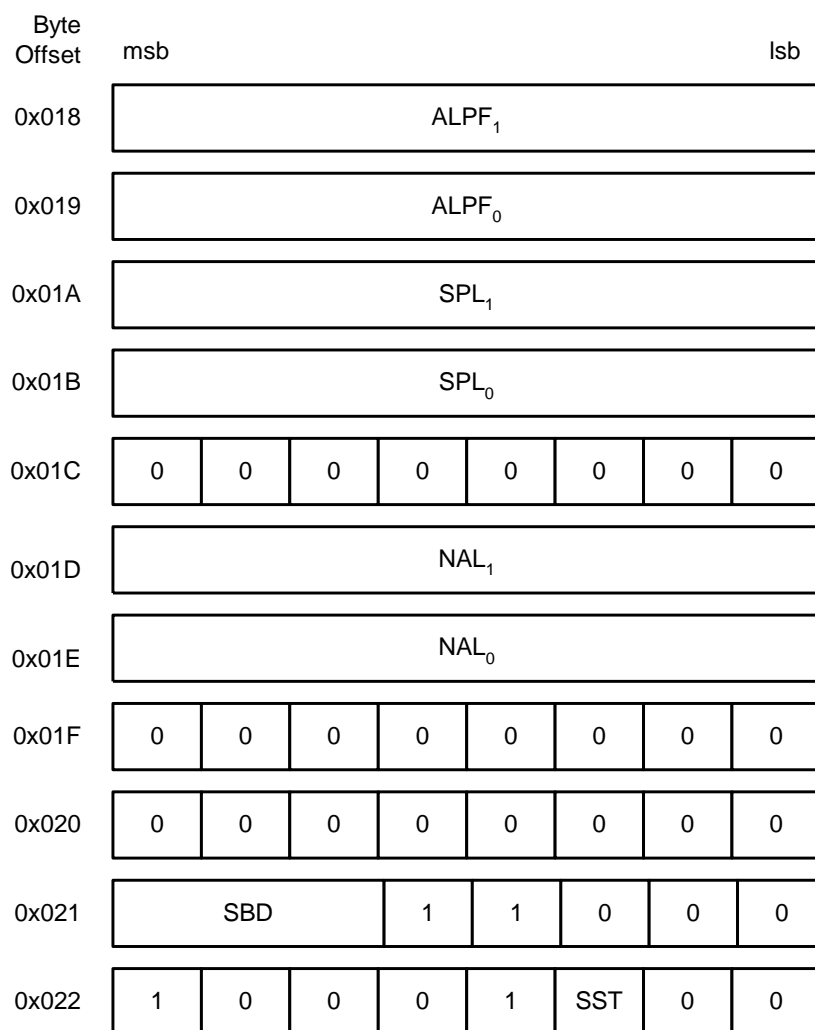 Byte
Offset msb lsb
0x018 ALPF1
0x019 ALPF0
0x01A SPL1
0x01B SPL0
0x01C 0 0 0 0 0 0 0 0
0x01D NAL1
0x01E NAL0
0x01F 0 0 0 0 0 0 0 0
0x020 0 0 0 0 0 0 0 0
0x021 SBD 1 1 0 0 0
0x022 1 0 0 0 1 SST 0 0